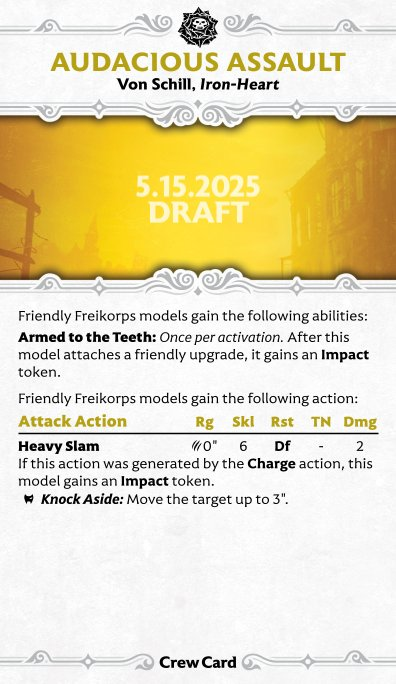 AUDACIOUS ASSAULT
Von Schill, Iron-Heart
5.15.2025
DRAFT
Friendly Freikorps models gain the following abilities:
Armed to the Teeth: Once per activation. After this
model attaches a friendly upgrade, it gains an Impact
token.
Friendly Freikorps models gain the following action:
Attack Action Rg Skl Rst TN Dmg
Heavy Slam 0" 6 Df - 2
If this action was generated by the Charge action, this
model gains an Impact token.
Knock Aside: Move the target up to 3".
Crew Card